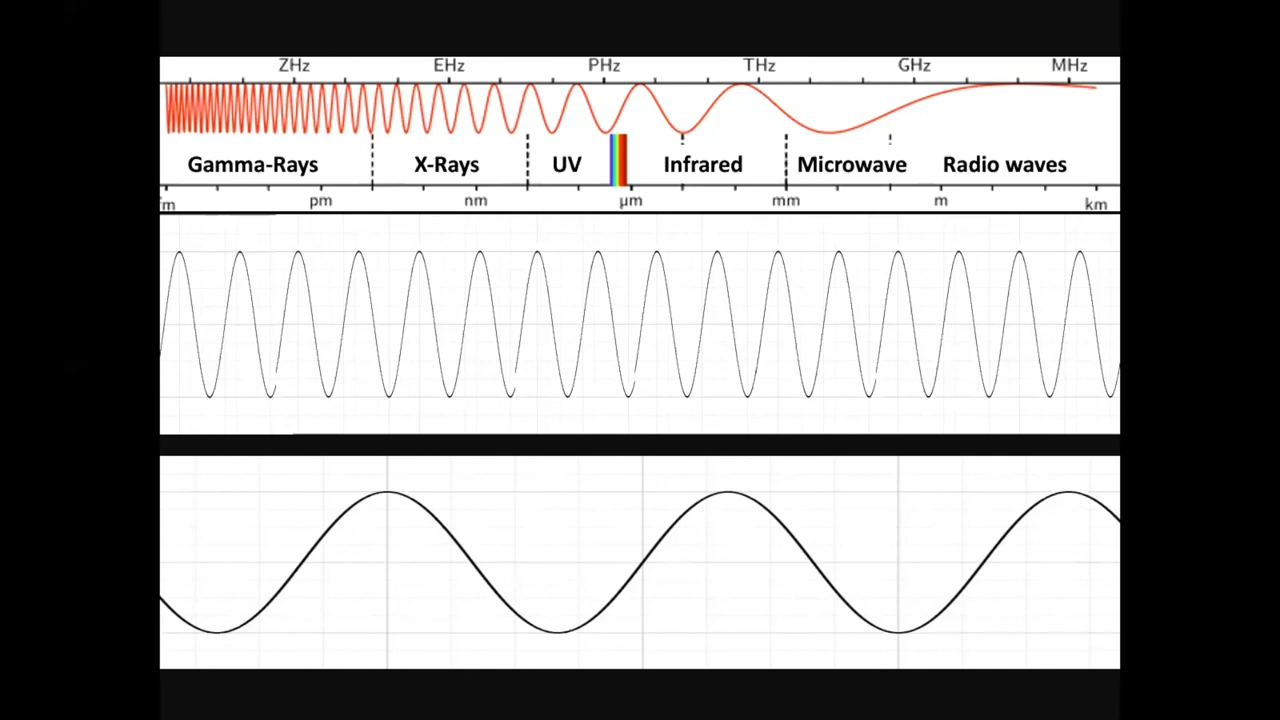 ZHz EHz PHz THz GHz MHz
Gamma-Rays X-Rays UV Infrared Microwave Radio waves
fm pm nm µm mm m km